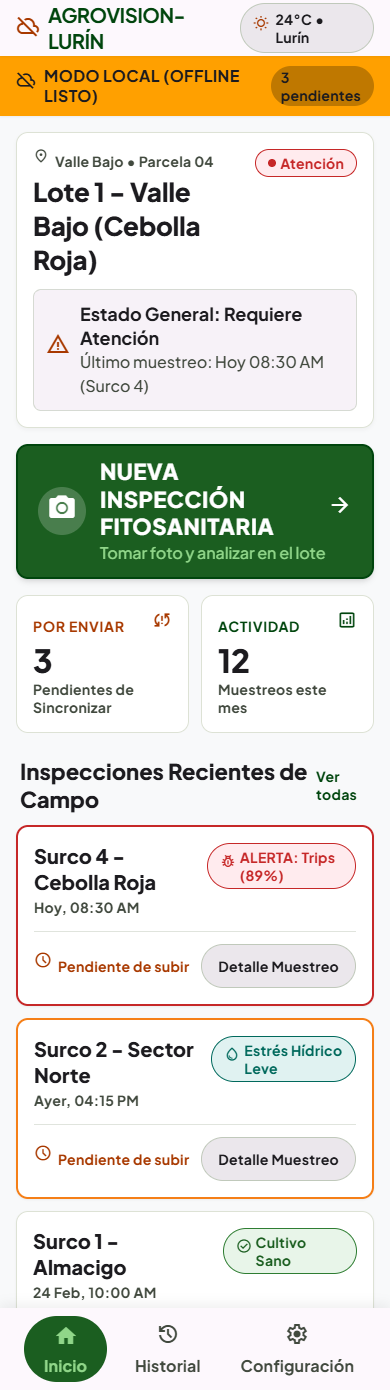 AGROVISION-
LURÍN
24°C •
Lurín
MODO LOCAL (OFFLINE
LISTO)
3
pendientes
Valle Bajo • Parcela 04
Atención
Lote 1 – Valle
Bajo (Cebolla
Roja)
Estado General: Requiere
Atención
Último muestreo: Hoy 08:30 AM
(Surco 4)
NUEVA
INSPECCIÓN
FITOSANITARIA
Tomar foto y analizar en el lote
POR ENVIAR
3
Pendientes de
Sincronizar
ACTIVIDAD
12
Muestreos este
mes
Inspecciones Recientes de
Campo
Ver
todas
Surco 4 –
Cebolla Roja
ALERTA: Trips
(89%)
Hoy, 08:30 AM
Pendiente de subir
Detalle Muestreo
Surco 2 – Sector
Norte
Estrés Hídrico
Leve
Ayer, 04:15 PM
Pendiente de subir
Detalle Muestreo
Surco 1 –
Almacigo
Cultivo
Sano
24 Feb, 10:00 AM
Inicio
Historial
Configuración